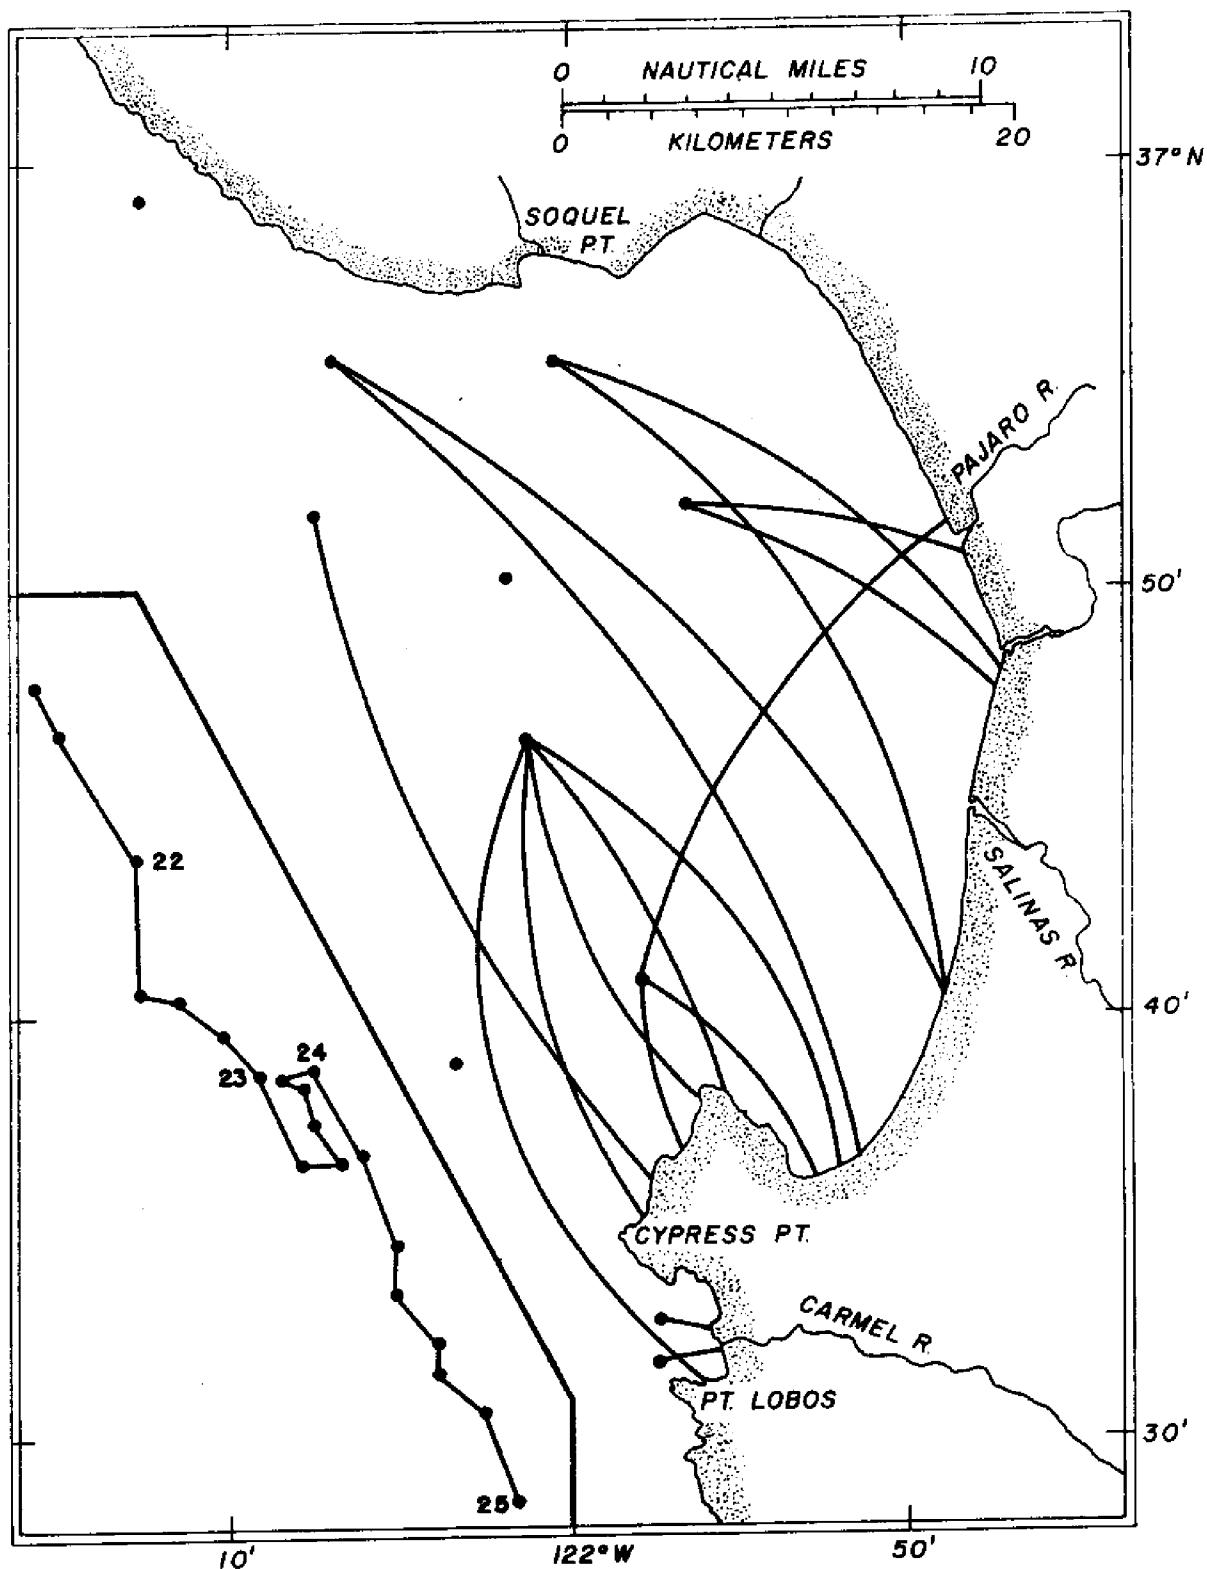 0 NAUTICAL MILES 10
0 KILOMETERS 20
37° N
SOQUEL
PT.
PAJARO R.
50'
22
SALINAS R.
40'
24
23
CYPRESS PT.
CARMEL R.
PT. LOBOS
30'
25
10' 122° W 50'